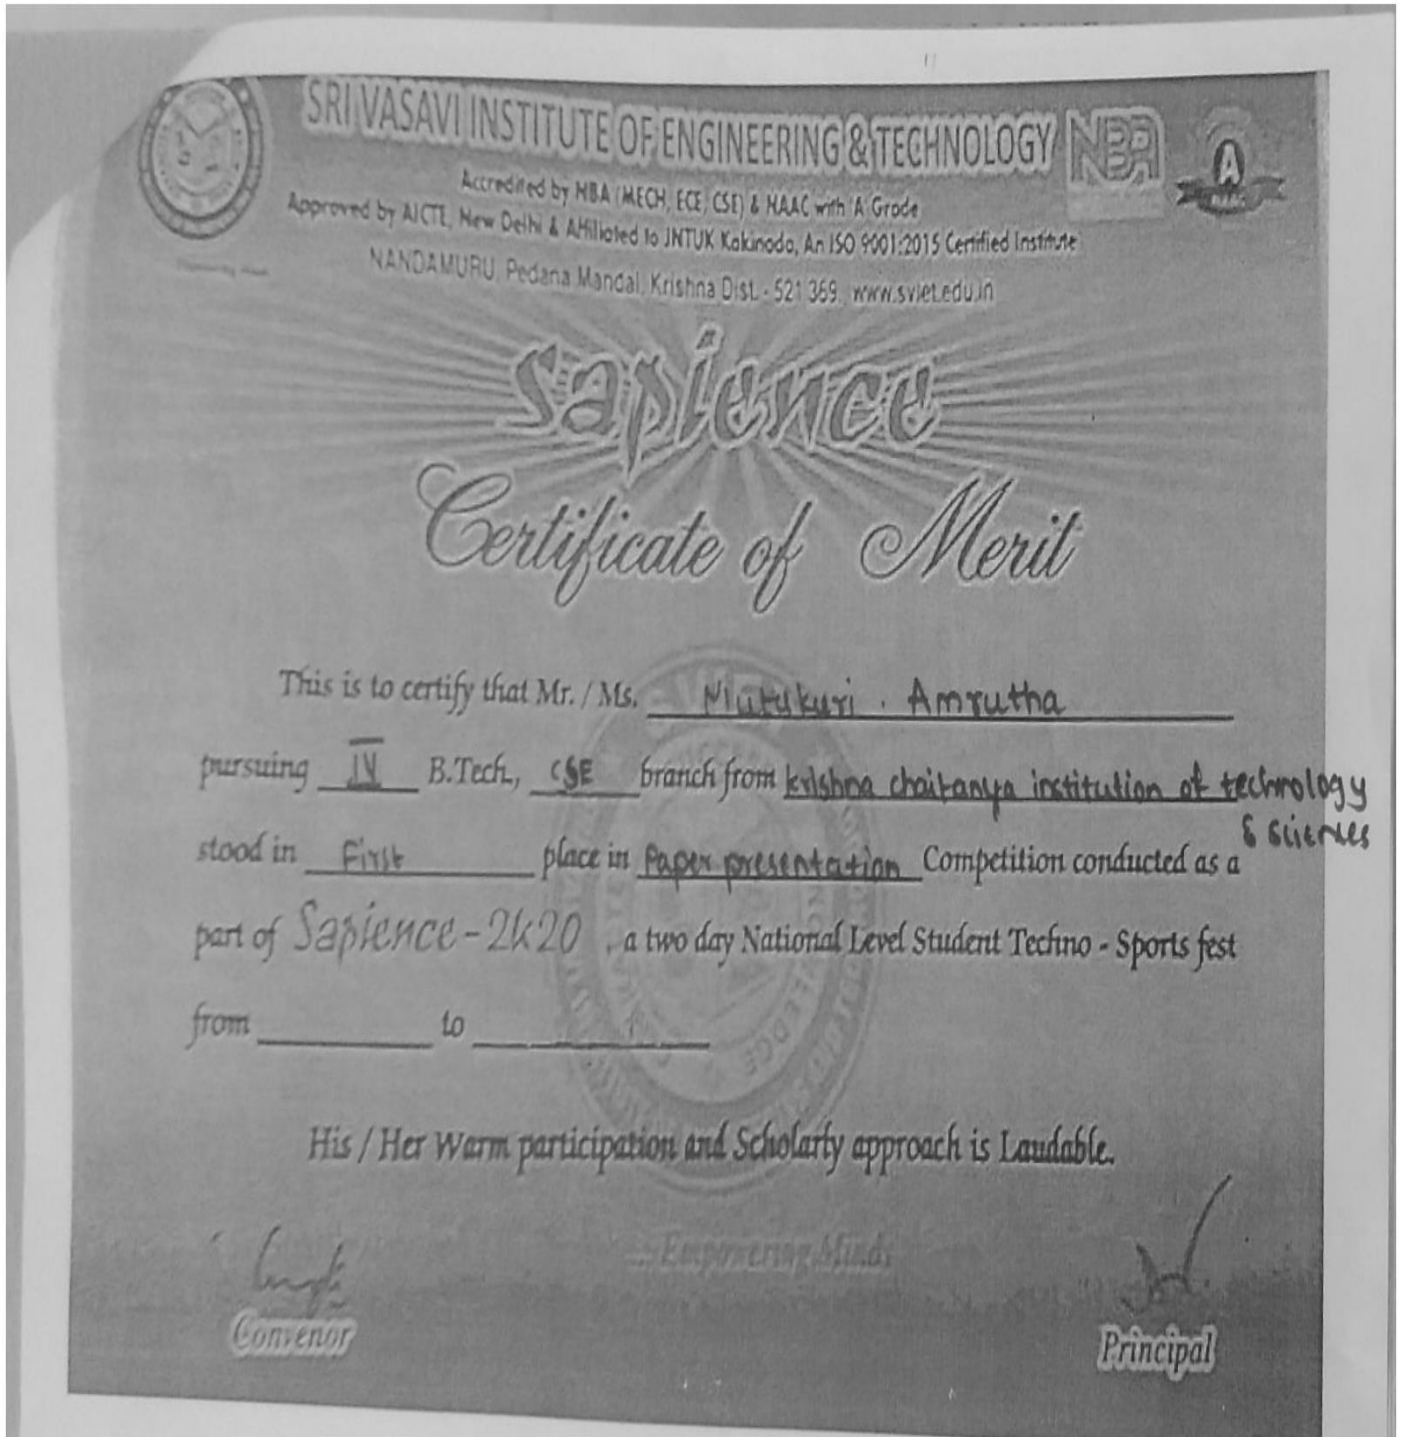 SRI VASAVI INSTITUTE OF ENGINEERING & TECHNOLOGY
NBA
A
NAAC
Accredited by NBA (MECH, ECE, CSE) & NAAC with 'A' Grade
Approved by AICTE, New Delhi & Affiliated to JNTUK Kakinada, An ISO 9001:2015 Certified Institute
NANDAMURU, Pedana Mandal, Krishna Dist. - 521 369. www.sviet.edu.in
sapience
Certificate of Merit
This is to certify that Mr. / Ms. Mutukuri . Amrutha
pursuing IV B.Tech., CSE branch from krishna chaitanya institution of technology
& sciences
stood in First place in Paper presentation Competition conducted as a
part of Sapience-2k20, a two day National Level Student Techno - Sports fest
from to
His / Her Warm participation and Scholarly approach is Laudable.
... Empowering Minds
Convenor
Principal